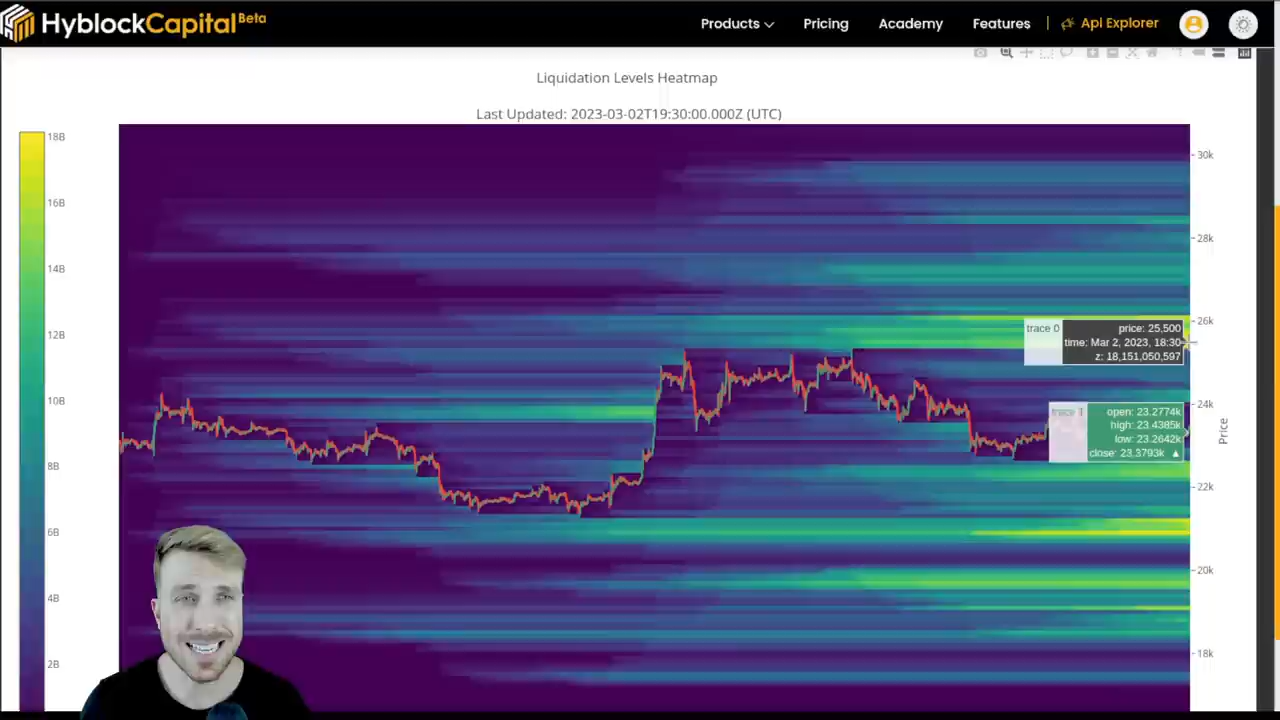 HyblockCapital Beta
Products
Pricing
Academy
Features
Api Explorer
Liquidation Levels Heatmap
Last Updated: 2023-03-02T19:30:00.000Z (UTC)
18B
16B
14B
12B
10B
8B
6B
4B
2B
30k
28k
26k
24k
22k
20k
18k
Price
trace 0
price: 25,500
time: Mar 2, 2023, 18:30
z: 18,151,050,597
trace 1
open: 23.2774k
high: 23.4385k
low: 23.2642k
close: 23.3793k ▲